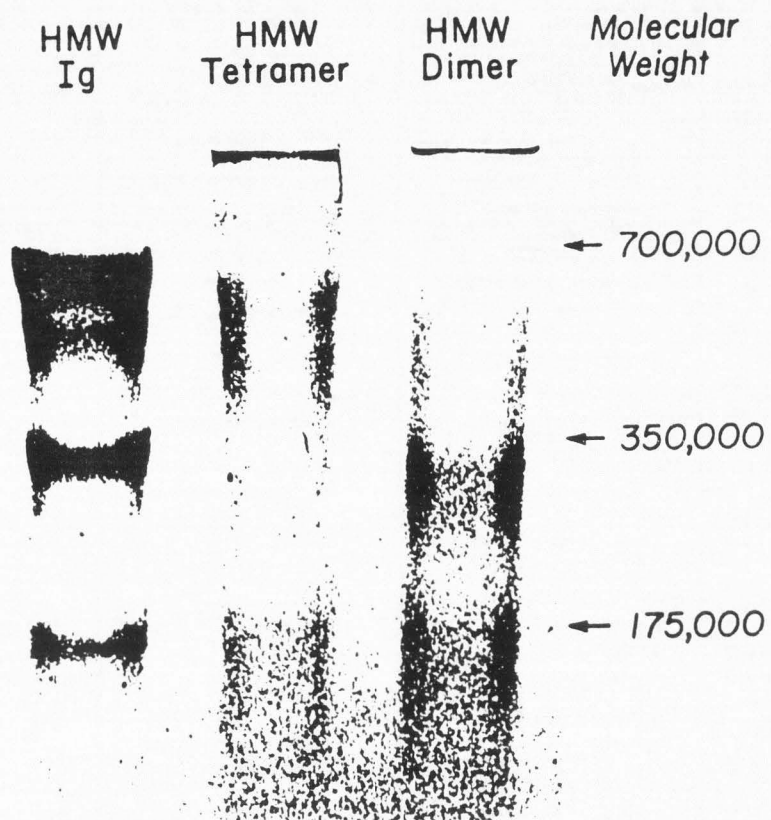 HMW
Ig
HMW
Tetramer
HMW
Dimer
Molecular
Weight
← 700,000
← 350,000
← 175,000